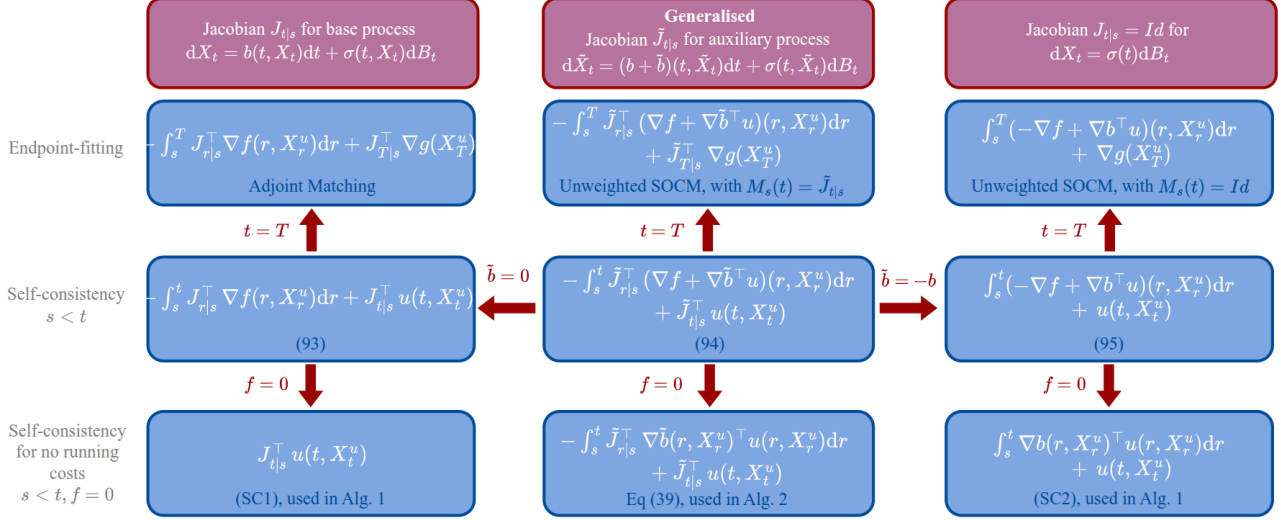 Jacobian $J_{t|s}$ for base process
$\mathrm{d}X_t = b(t, X_t)\mathrm{d}t + \sigma(t, X_t)\mathrm{d}B_t$
Generalised
Jacobian $\tilde{J}_{t|s}$ for auxiliary process
$\mathrm{d}\tilde{X}_t = (b + \tilde{b})(t, \tilde{X}_t)\mathrm{d}t + \sigma(t, \tilde{X}_t)\mathrm{d}B_t$
Jacobian $J_{t|s} = Id$ for
$\mathrm{d}X_t = \sigma(t)\mathrm{d}B_t$
Endpoint-fitting
$-\int_s^T J_{r|s}^\top \nabla f(r, X_r^u)\mathrm{d}r + J_{T|s}^\top \nabla g(X_T^u)$
Adjoint Matching
$-\int_s^T \tilde{J}_{r|s}^\top (\nabla f + \nabla \tilde{b}^\top u)(r, X_r^u)\mathrm{d}r$
$+ \tilde{J}_{T|s}^\top \nabla g(X_T^u)$
Unweighted SOCM, with $M_s(t) = \tilde{J}_{t|s}$
$\int_s^T (-\nabla f + \nabla b^\top u)(r, X_r^u)\mathrm{d}r$
$+ \nabla g(X_T^u)$
Unweighted SOCM, with $M_s(t) = Id$
$t = T$
$t = T$
$t = T$
Self-consistency
$s < t$
$-\int_s^t J_{r|s}^\top \nabla f(r, X_r^u)\mathrm{d}r + J_{t|s}^\top u(t, X_t^u)$
(93)
$\tilde{b} = 0$
$-\int_s^t \tilde{J}_{r|s}^\top (\nabla f + \nabla \tilde{b}^\top u)(r, X_r^u)\mathrm{d}r$
$+ \tilde{J}_{t|s}^\top u(t, X_t^u)$
(94)
$\tilde{b} = -b$
$\int_s^t (-\nabla f + \nabla b^\top u)(r, X_r^u)\mathrm{d}r$
$+ u(t, X_t^u)$
(95)
$f = 0$
$f = 0$
$f = 0$
Self-consistency
for no running
costs
$s < t, f = 0$
$J_{t|s}^\top u(t, X_t^u)$
(SC1), used in Alg. 1
$-\int_s^t \tilde{J}_{r|s}^\top \nabla \tilde{b}(r, X_r^u)^\top u(r, X_r^u)\mathrm{d}r$
$+ \tilde{J}_{t|s}^\top u(t, X_t^u)$
Eq (39), used in Alg. 2
$\int_s^t \nabla b(r, X_r^u)^\top u(r, X_r^u)\mathrm{d}r$
$+ u(t, X_t^u)$
(SC2), used in Alg. 1